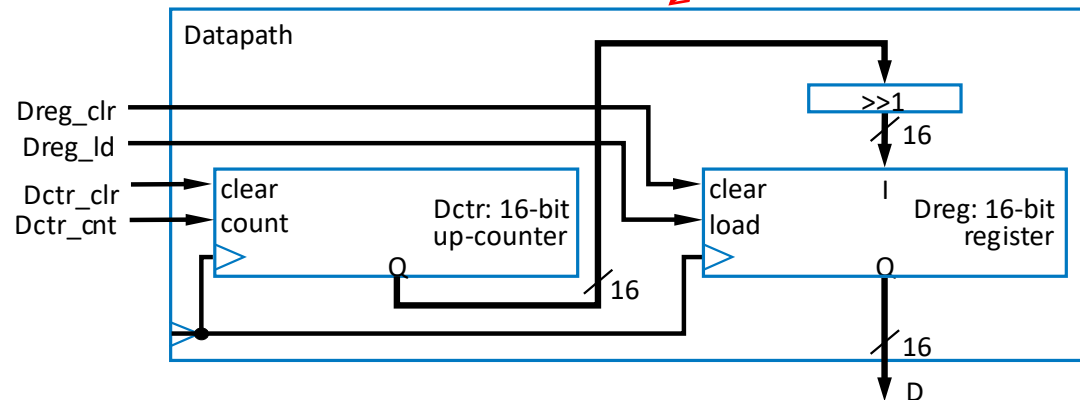 Datapath
>>1
16
Dreg_clr
Dreg_ld
Dctr_clr
Dctr_cnt
clear
count
Dctr: 16-bit
up-counter
Q
16
clear
load
I
Dreg: 16-bit
register
Q
16
D